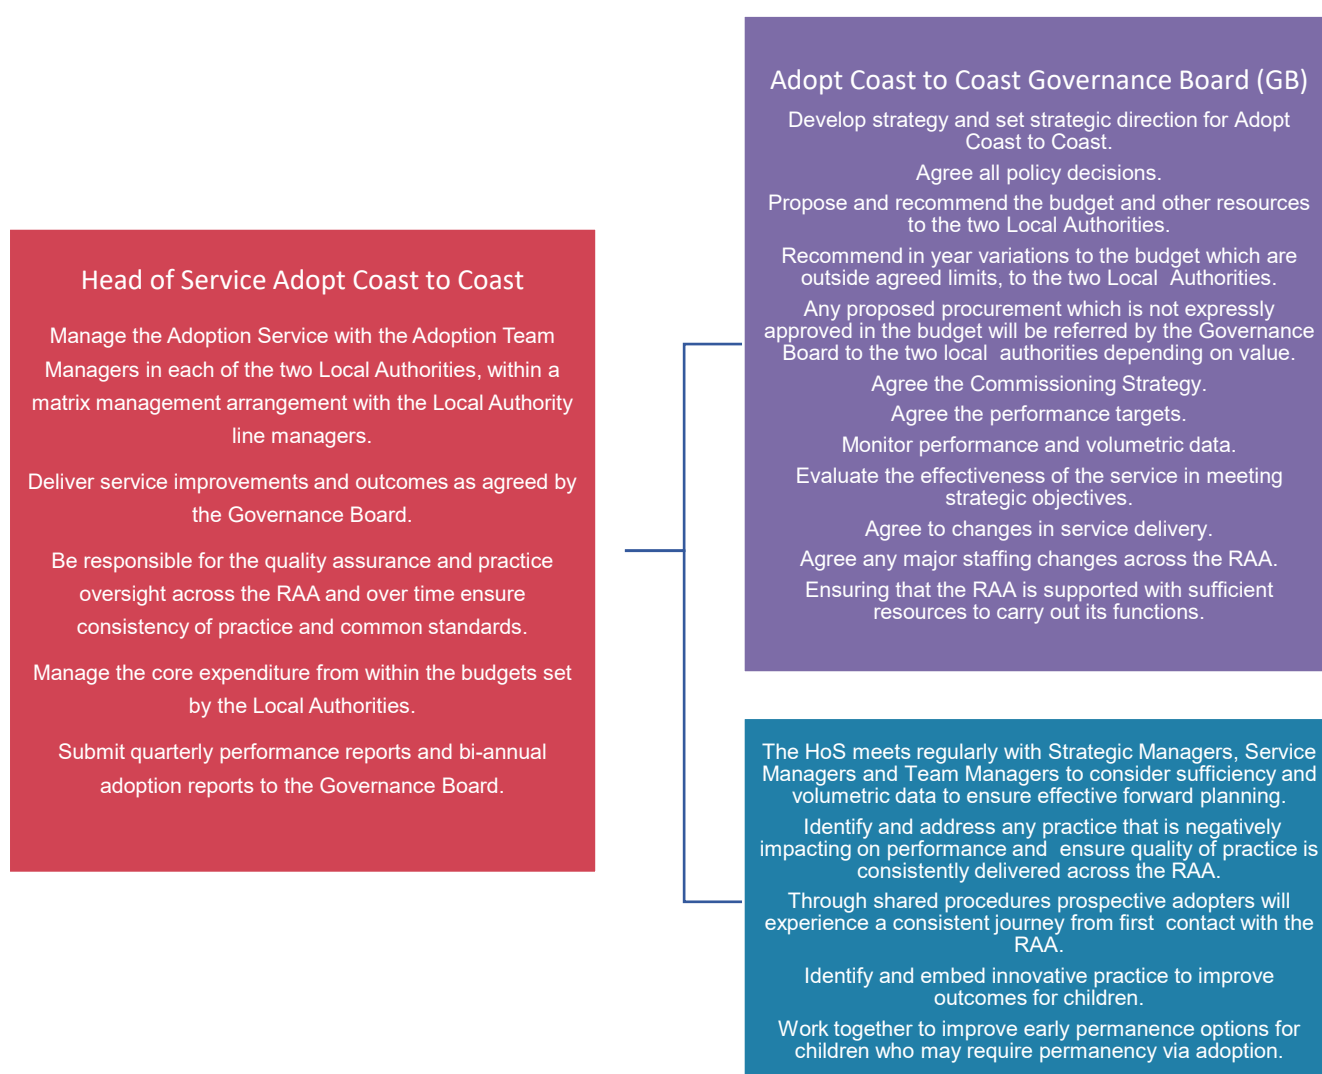 Head of Service Adopt Coast to Coast
Manage the Adoption Service with the Adoption Team
Managers in each of the two Local Authorities, within a
matrix management arrangement with the Local Authority
line managers.
Deliver service improvements and outcomes as agreed by
the Governance Board.
Be responsible for the quality assurance and practice
oversight across the RAA and over time ensure
consistency of practice and common standards.
Manage the core expenditure from within the budgets set
by the Local Authorities.
Submit quarterly performance reports and bi-annual
adoption reports to the Governance Board.
Adopt Coast to Coast Governance Board (GB)
Develop strategy and set strategic direction for Adopt
Coast to Coast.
Agree all policy decisions.
Propose and recommend the budget and other resources
to the two Local Authorities.
Recommend in year variations to the budget which are
outside agreed limits, to the two Local Authorities.
Any proposed procurement which is not expressly
approved in the budget will be referred by the Governance
Board to the two local authorities depending on value.
Agree the Commissioning Strategy.
Agree the performance targets.
Monitor performance and volumetric data.
Evaluate the effectiveness of the service in meeting
strategic objectives.
Agree to changes in service delivery.
Agree any major staffing changes across the RAA.
Ensuring that the RAA is supported with sufficient
resources to carry out its functions.
The HoS meets regularly with Strategic Managers, Service
Managers and Team Managers to consider sufficiency and
volumetric data to ensure effective forward planning.
Identify and address any practice that is negatively
impacting on performance and ensure quality of practice is
consistently delivered across the RAA.
Through shared procedures prospective adopters will
experience a consistent journey from first contact with the
RAA.
Identify and embed innovative practice to improve
outcomes for children.
Work together to improve early permanence options for
children who may require permanency via adoption.